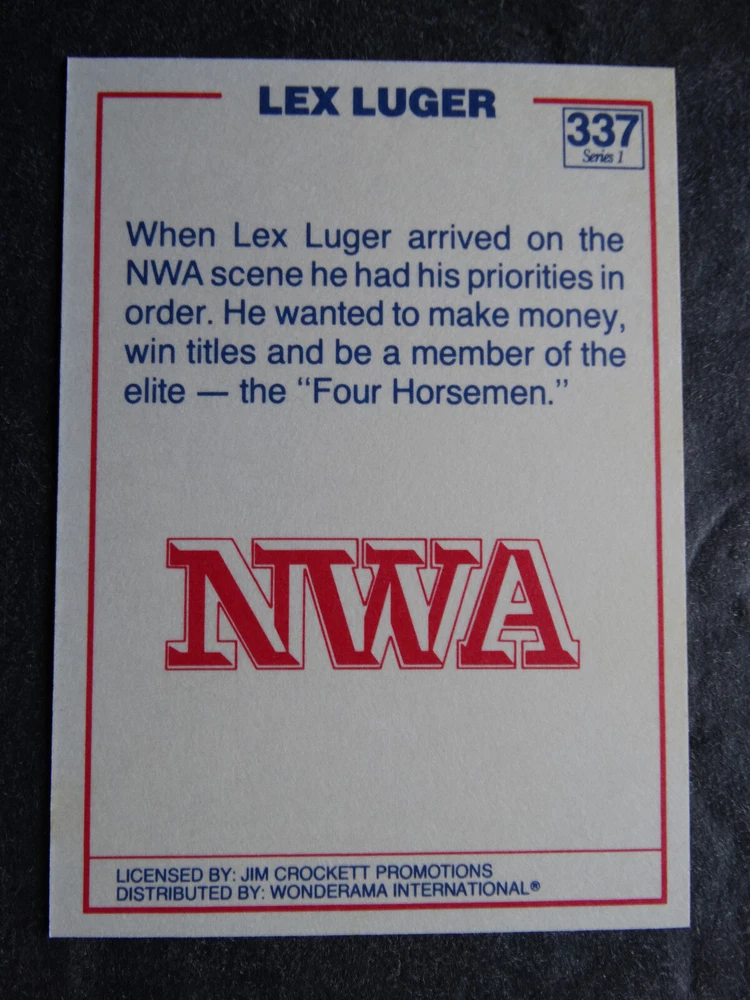 LEX LUGER
337
Series 1
When Lex Luger arrived on the
NWA scene he had his priorities in
order. He wanted to make money,
win titles and be a member of the
elite — the “Four Horsemen.”
NWA
LICENSED BY: JIM CROCKETT PROMOTIONS
DISTRIBUTED BY: WONDERAMA INTERNATIONAL®